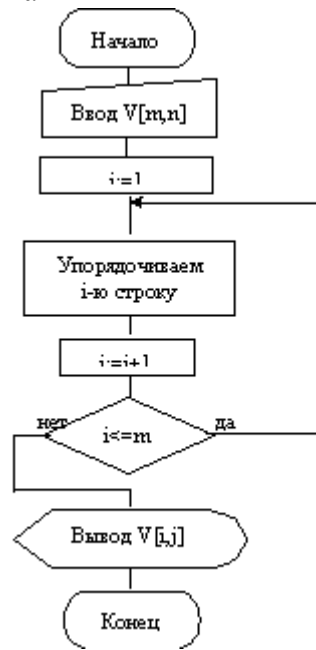 Начало
Ввод V[m,n]
i:=1
Упорядочиваем
i-ю строку
i:=i+1
нет
i<=m
да
Вывод V[i,j]
Конец